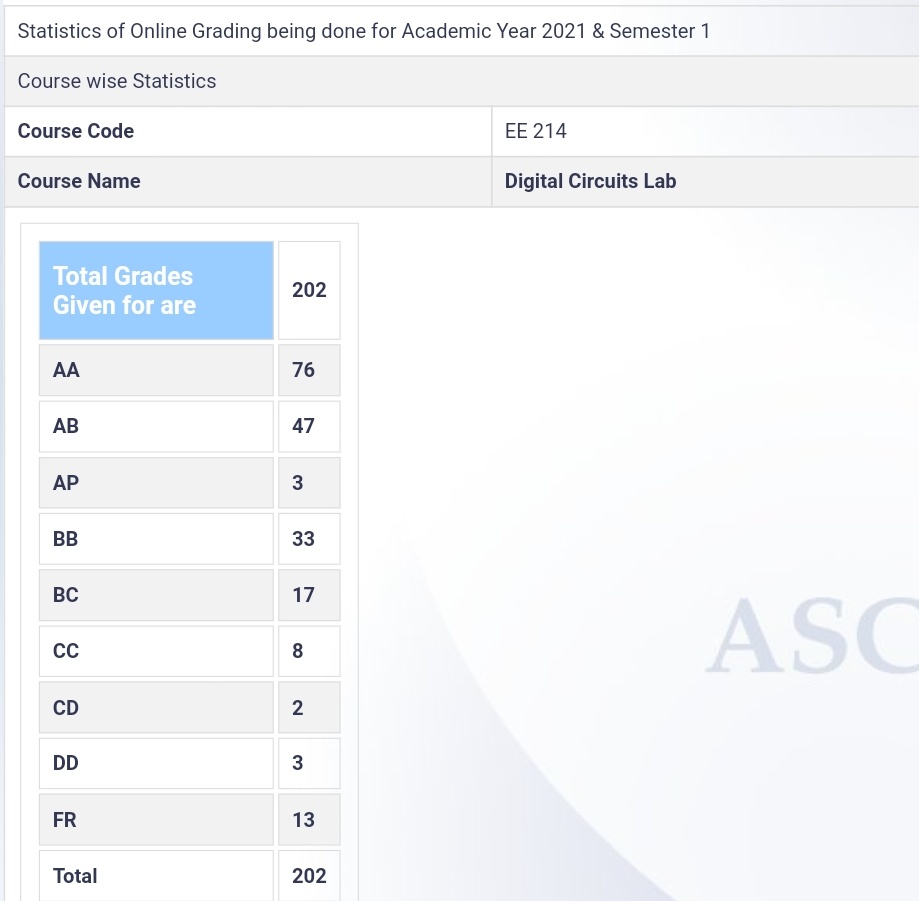 Statistics of Online Grading being done for Academic Year 2021 & Semester 1
Course wise Statistics
Course Code EE 214
Course Name Digital Circuits Lab
Total Grades
Given for are 202
AA 76
AB 47
AP 3
BB 33
BC 17
CC 8
CD 2
DD 3
FR 13
Total 202
ASC